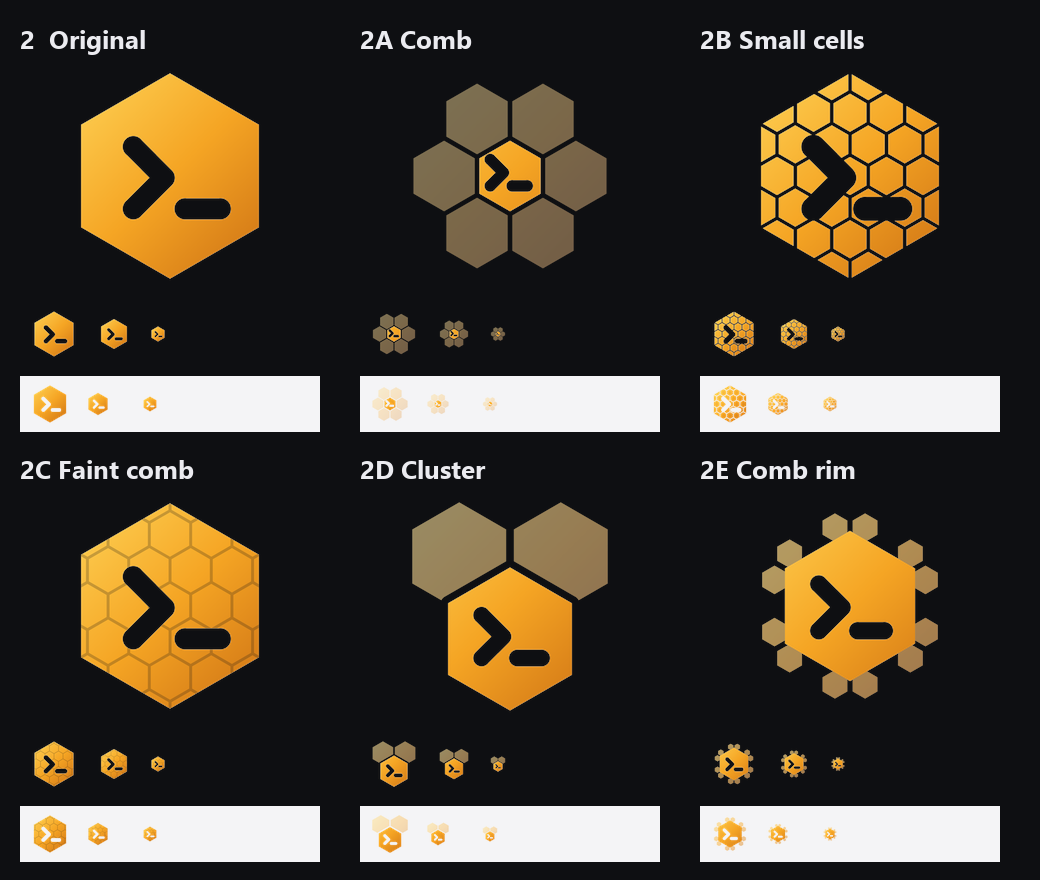 2 Original
2A Comb
2B Small cells
2C Faint comb
2D Cluster
2E Comb rim